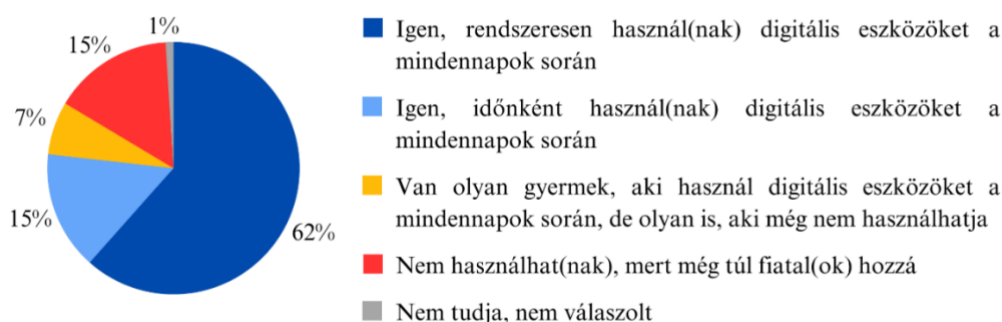 1%
15%
7%
15%
62%
Igen, rendszeresen használ(nak) digitális eszközöket a
mindennapok során
Igen, időnként használ(nak) digitális eszközöket a
mindennapok során
Van olyan gyermek, aki használ digitális eszközöket a
mindennapok során, de olyan is, aki még nem használhatja
Nem használhat(nak), mert még túl fiatal(ok) hozzá
Nem tudja, nem válaszolt